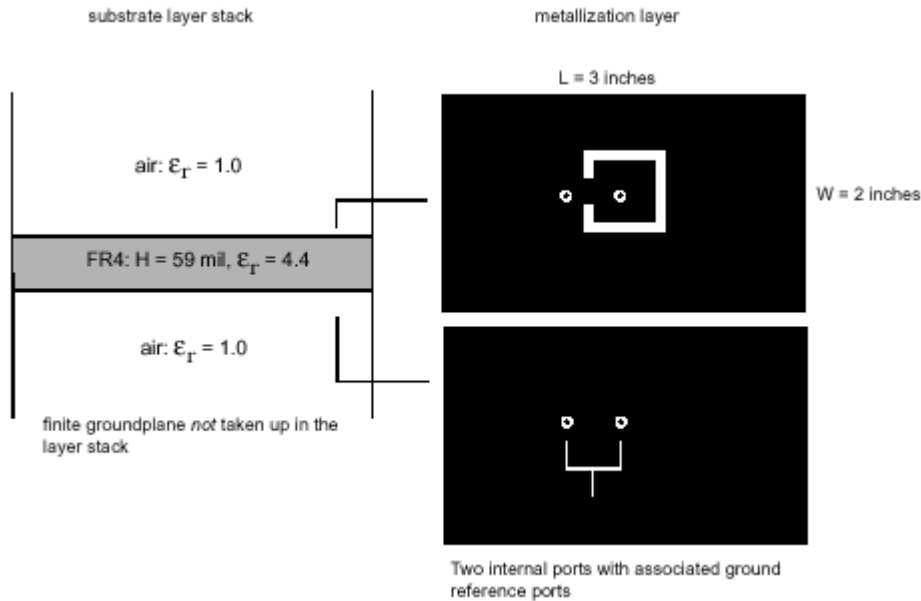 substrate layer stack
metallization layer
L = 3 inches
air: εr = 1.0
W = 2 inches
FR4: H = 59 mil, εr = 4.4
air: εr = 1.0
finite groundplane not taken up in the
layer stack
Two internal ports with associated ground
reference ports